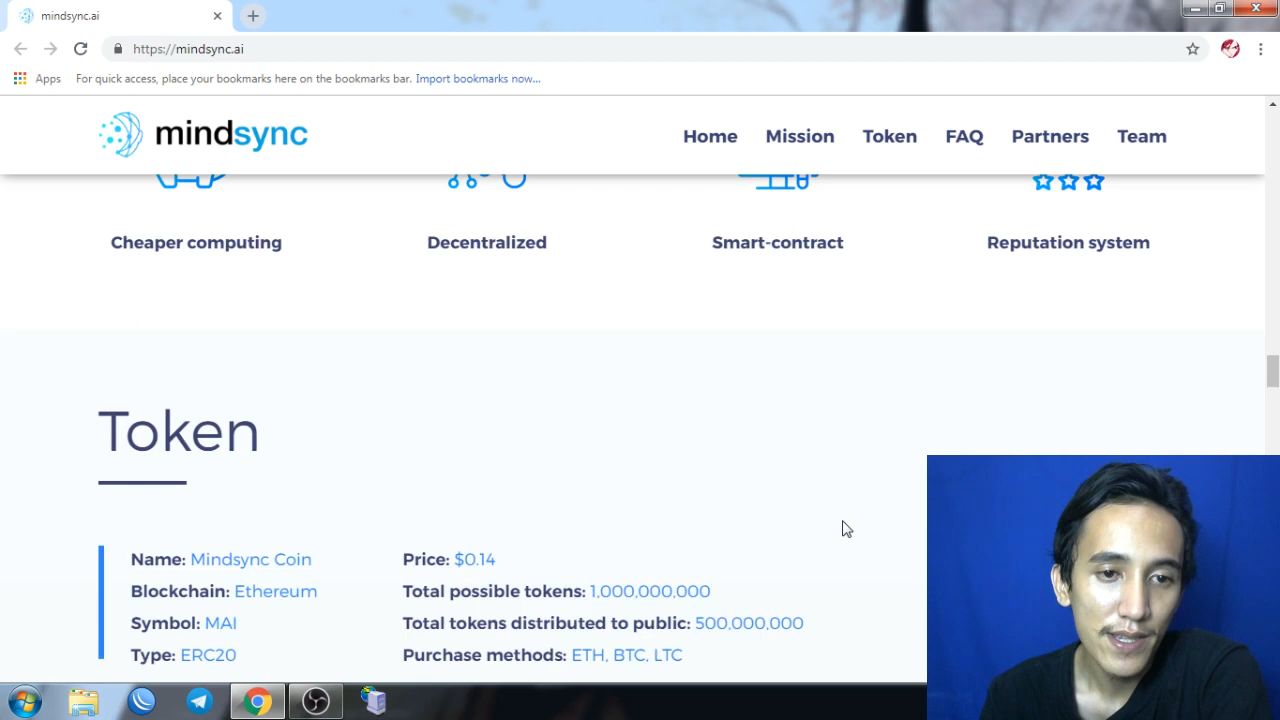 mindsync.ai
https://mindsync.ai
Apps For quick access, place your bookmarks here on the bookmarks bar. Import bookmarks now...
mindsync Home Mission Token FAQ Partners Team
Cheaper computing Decentralized Smart-contract Reputation system
Token
Name: Mindsync Coin Price: $0.14
Blockchain: Ethereum Total possible tokens: 1,000,000,000
Symbol: MAI Total tokens distributed to public: 500,000,000
Type: ERC20 Purchase methods: ETH, BTC, LTC